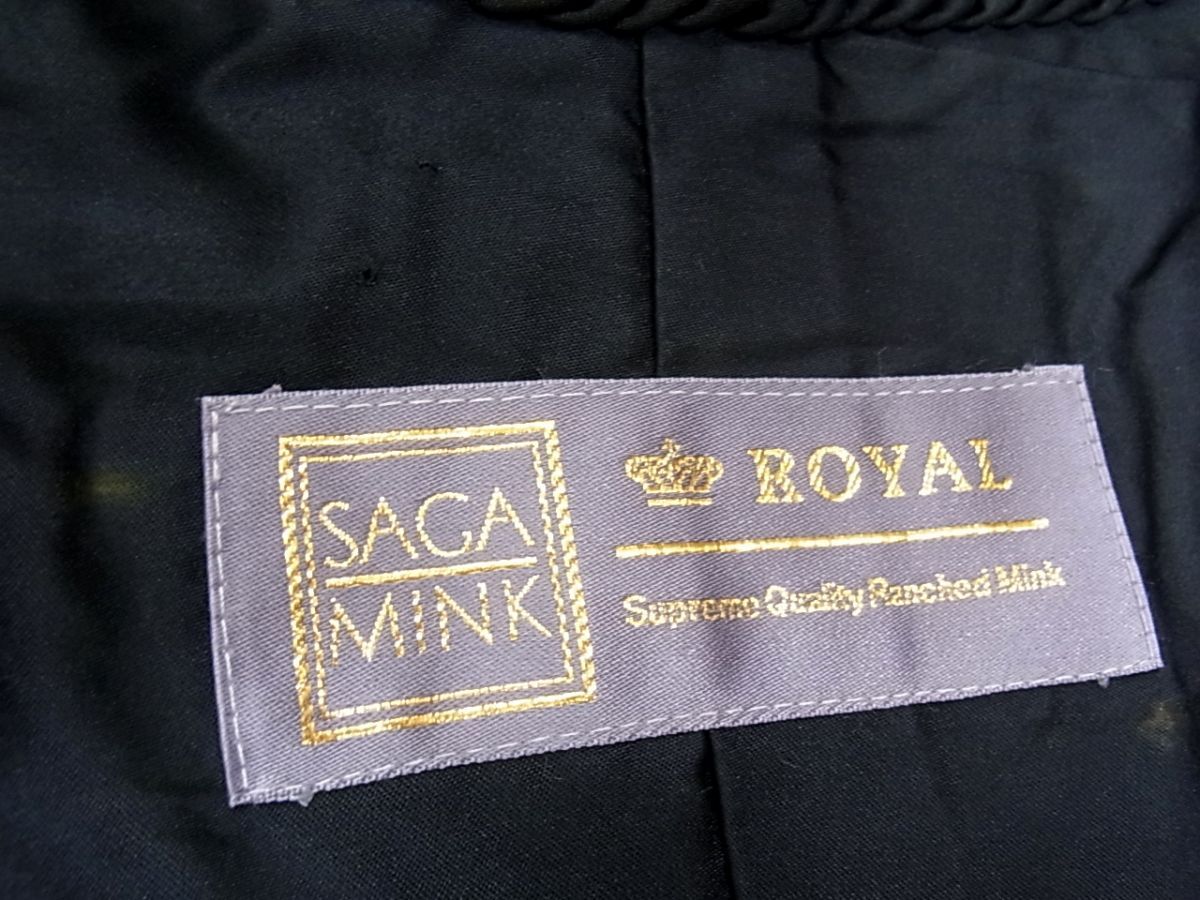 SAGA
MINK
ROYAL
Supreme Quality Ranched Mink